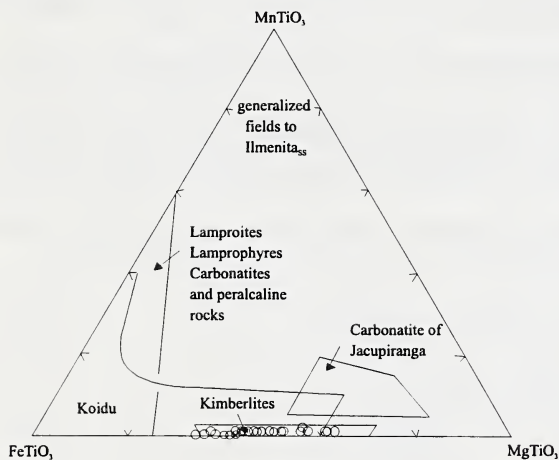 MnTiO₃
generalized
fields to
Ilmenitass
Lamproites
Lamprophyres
Carbonatites
and peralcaline
rocks
Carbonatite of
Jacupiranga
Koidu
Kimberlites
FeTiO₃
MgTiO₃